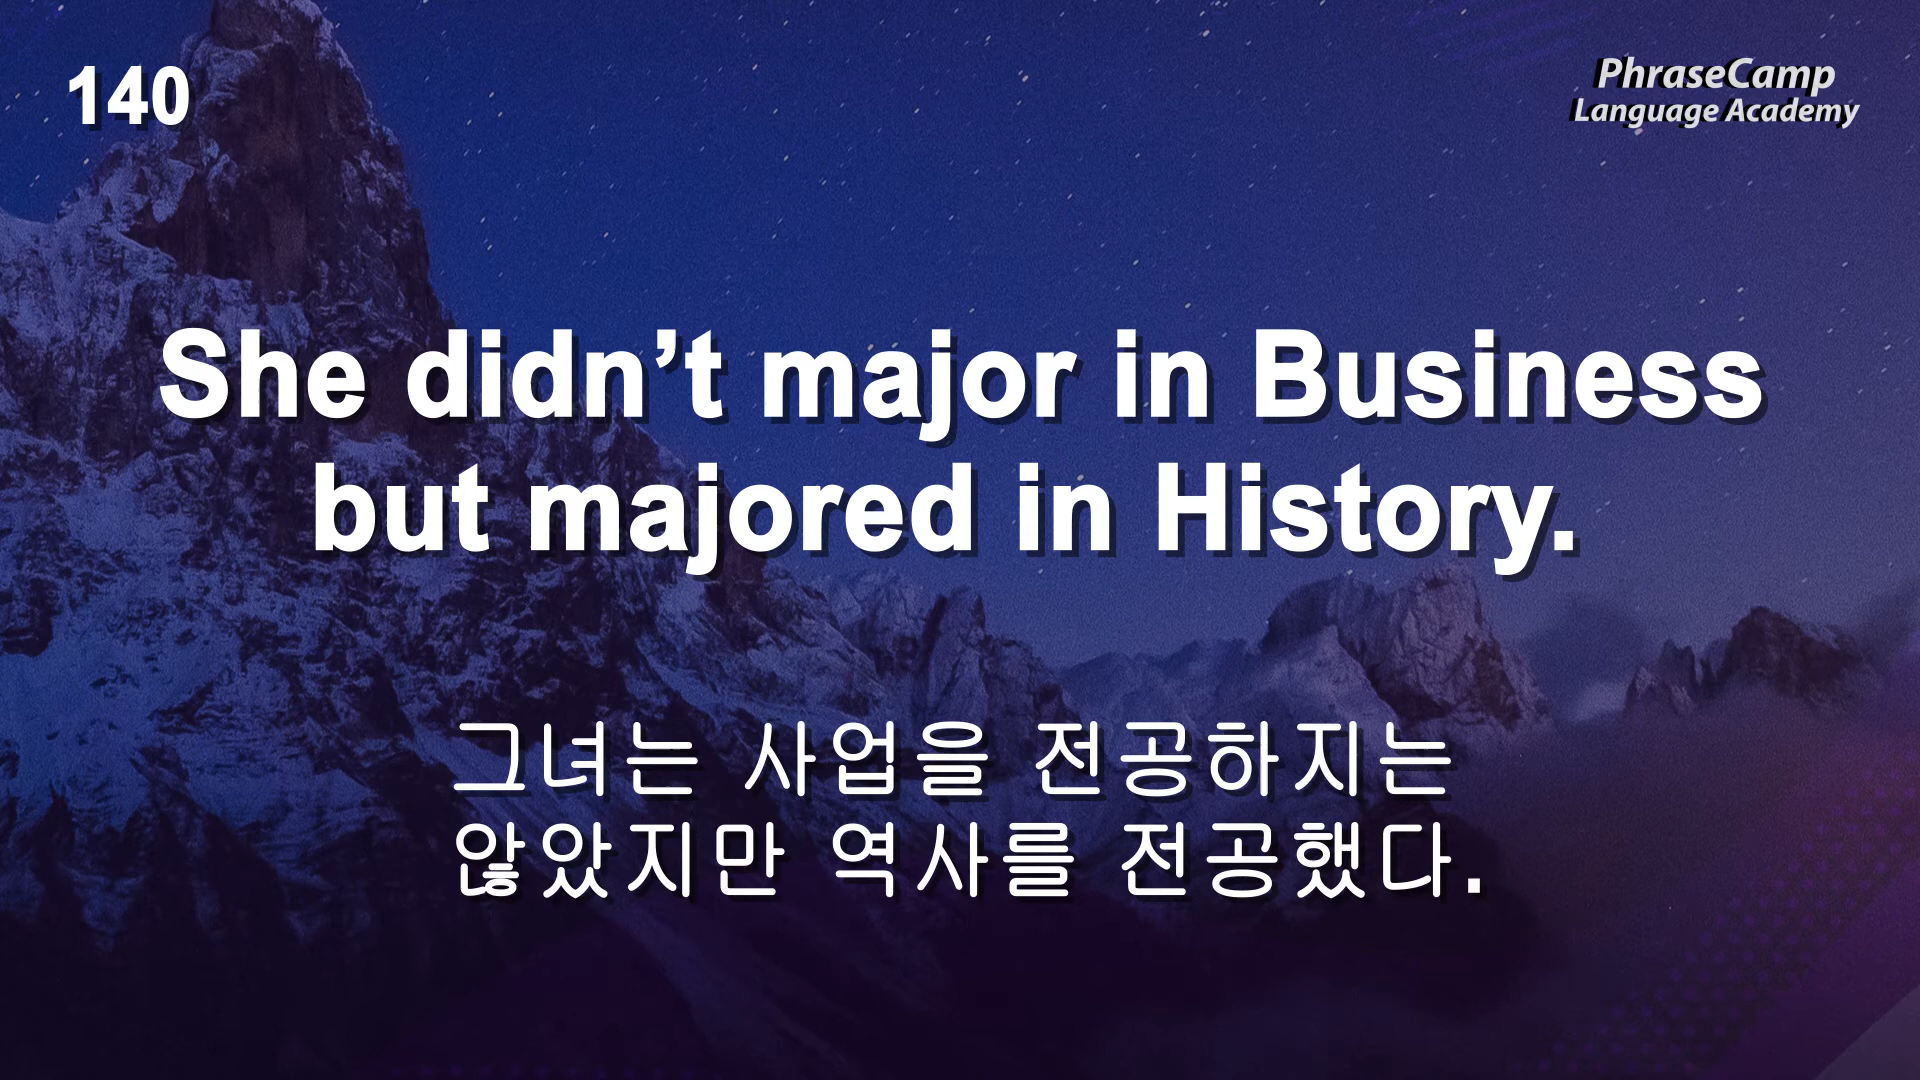 140
PhraseCamp
Language Academy
She didn’t major in Business
but majored in History.
그녀는 사업을 전공하지는
않았지만 역사를 전공했다.